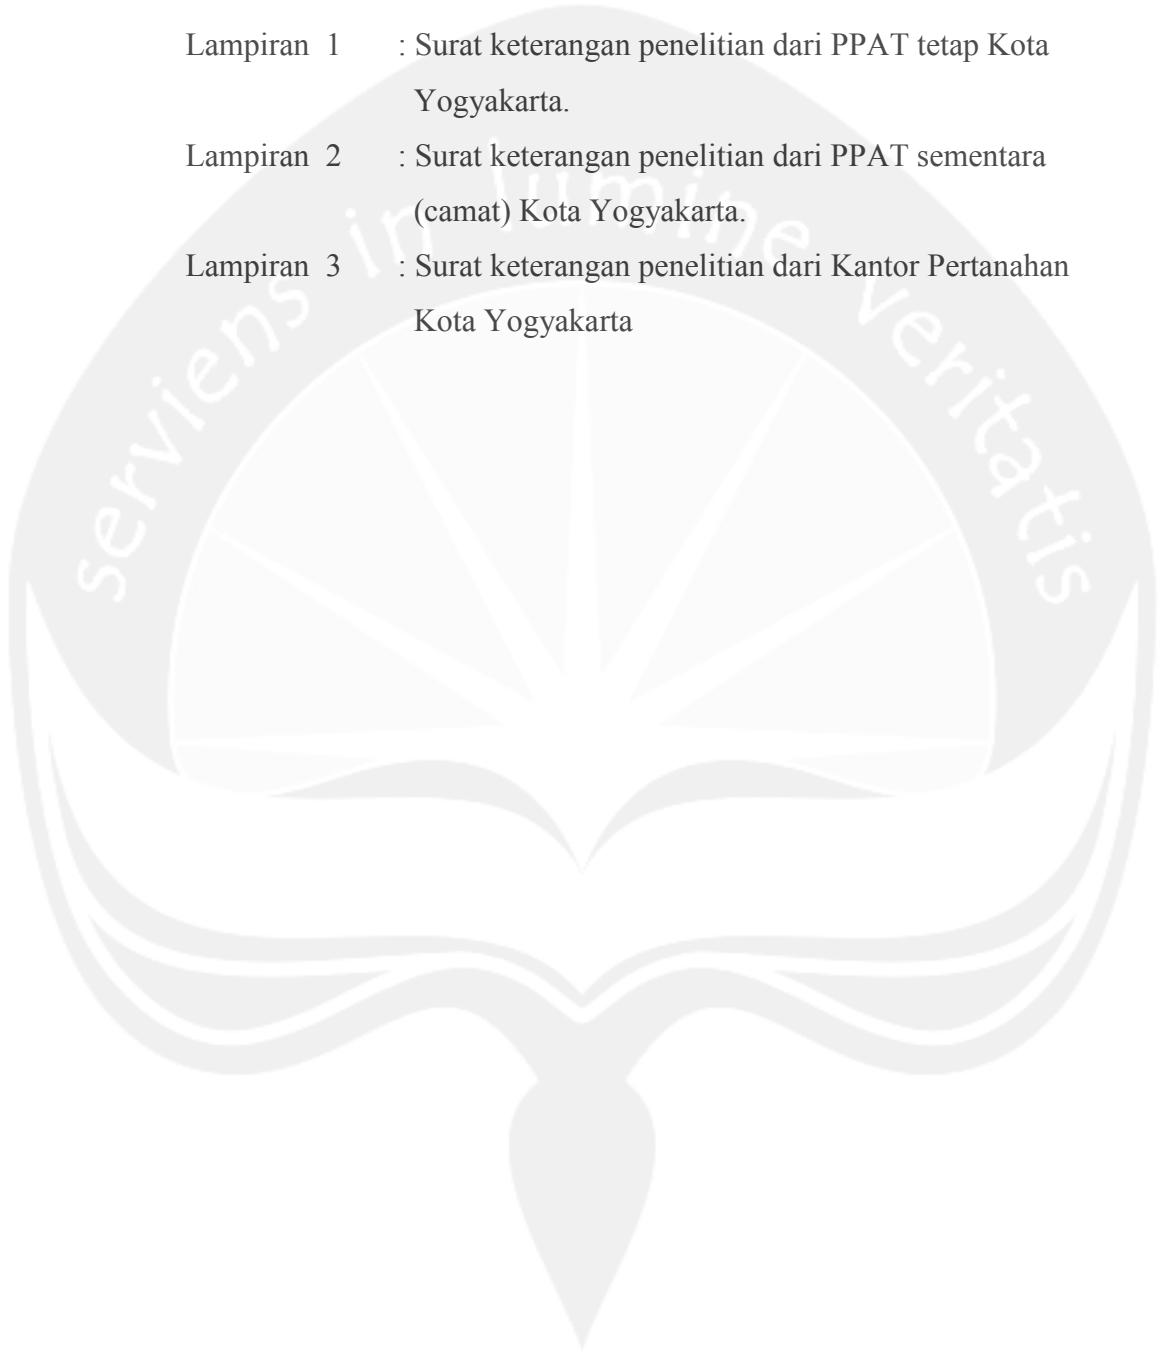 Lampiran 1 : Surat keterangan penelitian dari PPAT tetap Kota
Yogyakarta.
Lampiran 2 : Surat keterangan penelitian dari PPAT sementara
(camat) Kota Yogyakarta.
Lampiran 3 : Surat keterangan penelitian dari Kantor Pertanahan
Kota Yogyakarta
serviens in lumine veritatis